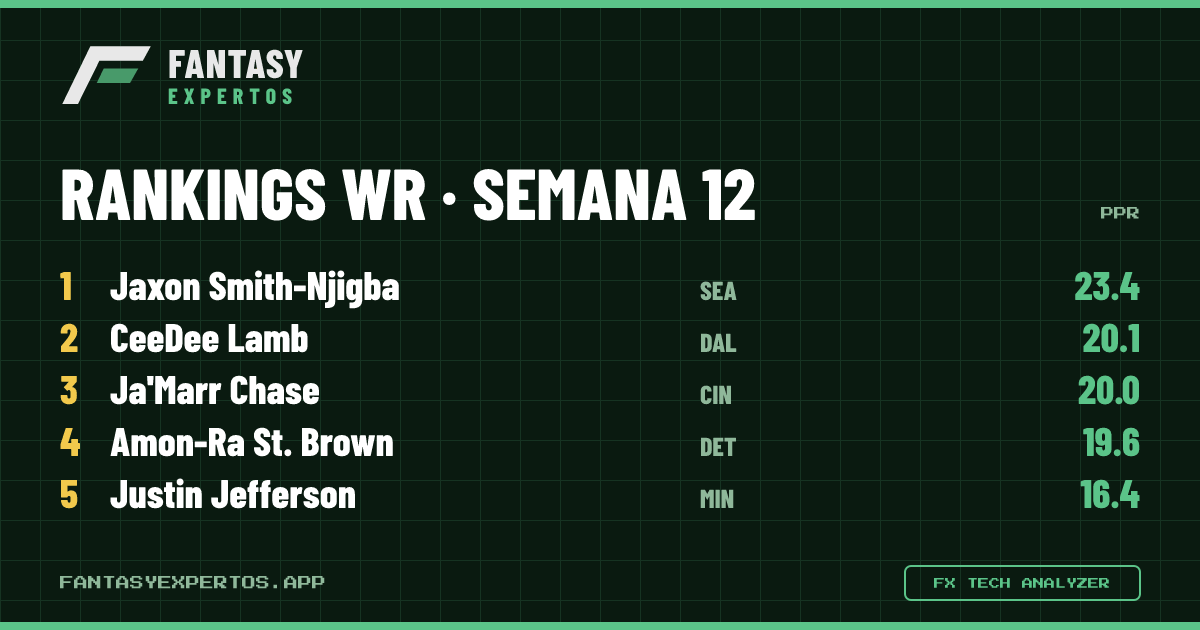 FANTASY
EXPERTOS
RANKINGS WR · SEMANA 12
PPR
1 Jaxon Smith-Njigba SEA 23.4
2 CeeDee Lamb DAL 20.1
3 Ja'Marr Chase CIN 20.0
4 Amon-Ra St. Brown DET 19.6
5 Justin Jefferson MIN 16.4
FANTASYEXPERTOS.APP
FX TECH ANALYZER